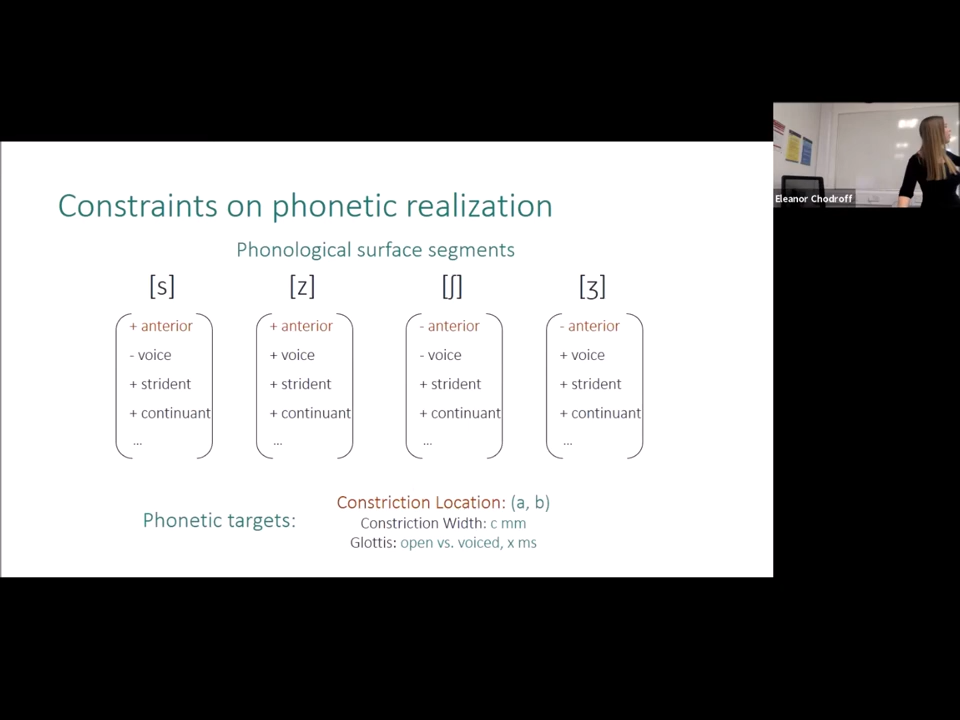 Constraints on phonetic realization
Phonological surface segments
[s] [z] [ʃ] [ʒ]
+ anterior + anterior - anterior - anterior
- voice + voice - voice + voice
+ strident + strident + strident + strident
+ continuant + continuant + continuant + continuant
... ... ... ...
Constriction Location: (a, b)
Phonetic targets:
Constriction Width: c mm
Glottis: open vs. voiced, x ms
Eleanor Chodroff